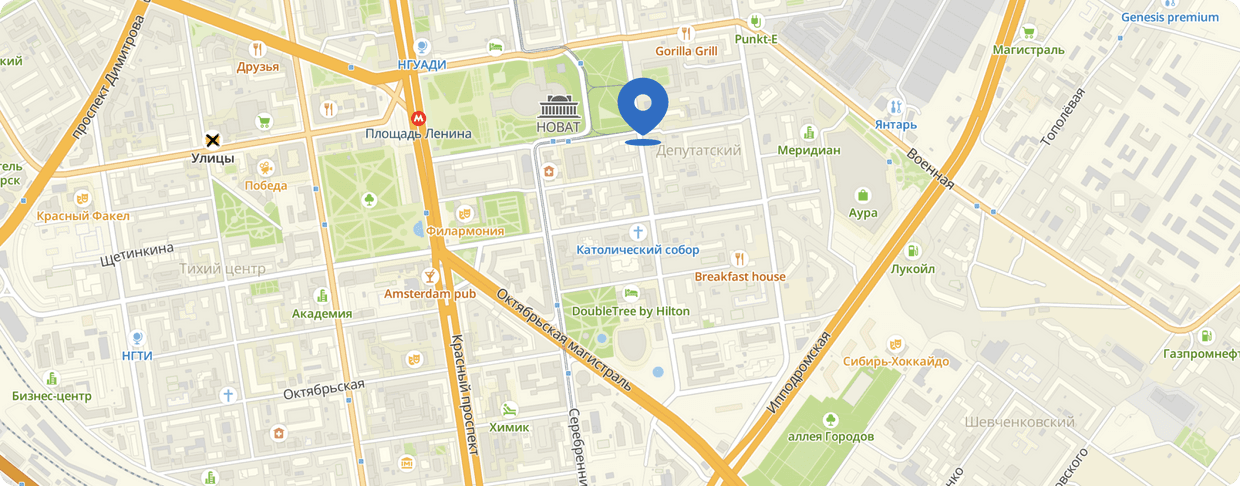 Genesis premium
Punkt-E
Магистраль
Gorilla Grill
кий
Друзья
НГУАДИ
проспект Димитрова
Тополёвая
НОВАТ
Янтарь
Площадь Ленина
Улицы
Депутатский
Меридиан
Военная
тель
рск
Победа
Красный Факел
Аура
Филармония
Католический собор
Щетинкина
Тихий центр
Лукойл
Breakfast house
Amsterdam pub
Академия
Октябрьская магистраль
DoubleTree by Hilton
НГТИ
Красный проспект
Ипподромская
Сибирь-Хоккайдо
Газпромнефт
Бизнес-центр
Октябрьская
Химик
Серебренни
аллея Городов
Шевченковский
нко
вского